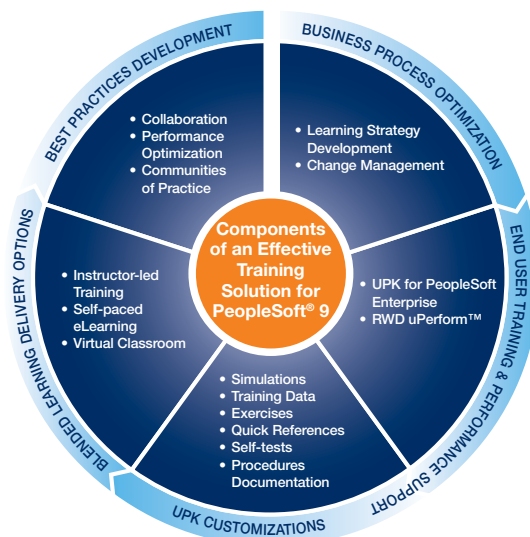 BEST PRACTICES DEVELOPMENT
BUSINESS PROCESS OPTIMIZATION
END USER TRAINING & PERFORMANCE SUPPORT
UPK CUSTOMIZATIONS
BLENDED LEARNING DELIVERY OPTIONS
• Collaboration
• Performance
Optimization
• Communities
of Practice
• Learning Strategy
Development
• Change Management
Components
of an Effective
Training
Solution for
PeopleSoft® 9
• UPK for PeopleSoft
Enterprise
• RWD uPerform™
• Simulations
• Training Data
• Exercises
• Quick References
• Self-tests
• Procedures
Documentation
• Instructor-led
Training
• Self-paced
eLearning
• Virtual Classroom